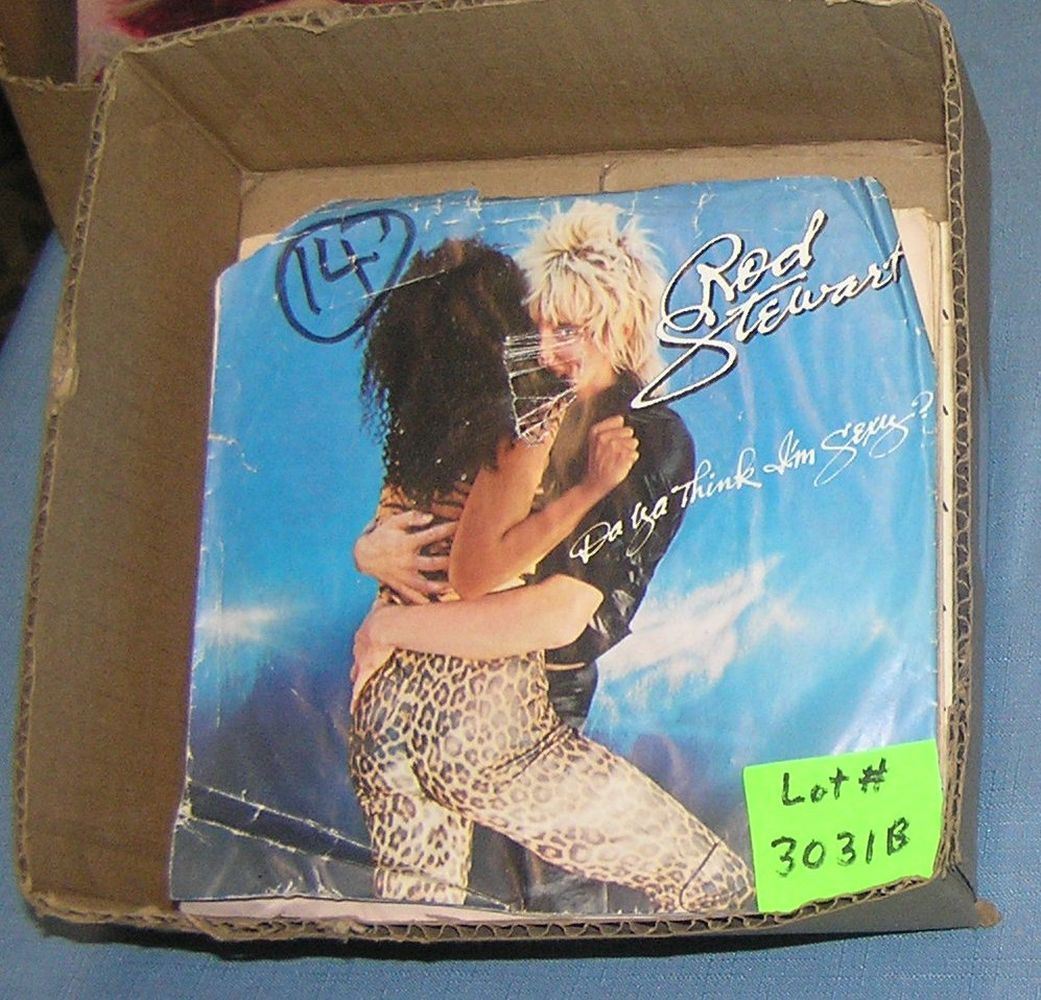 14
Rod
Stewart
Da Ya Think I'm Sexy?
Lot #
3031B